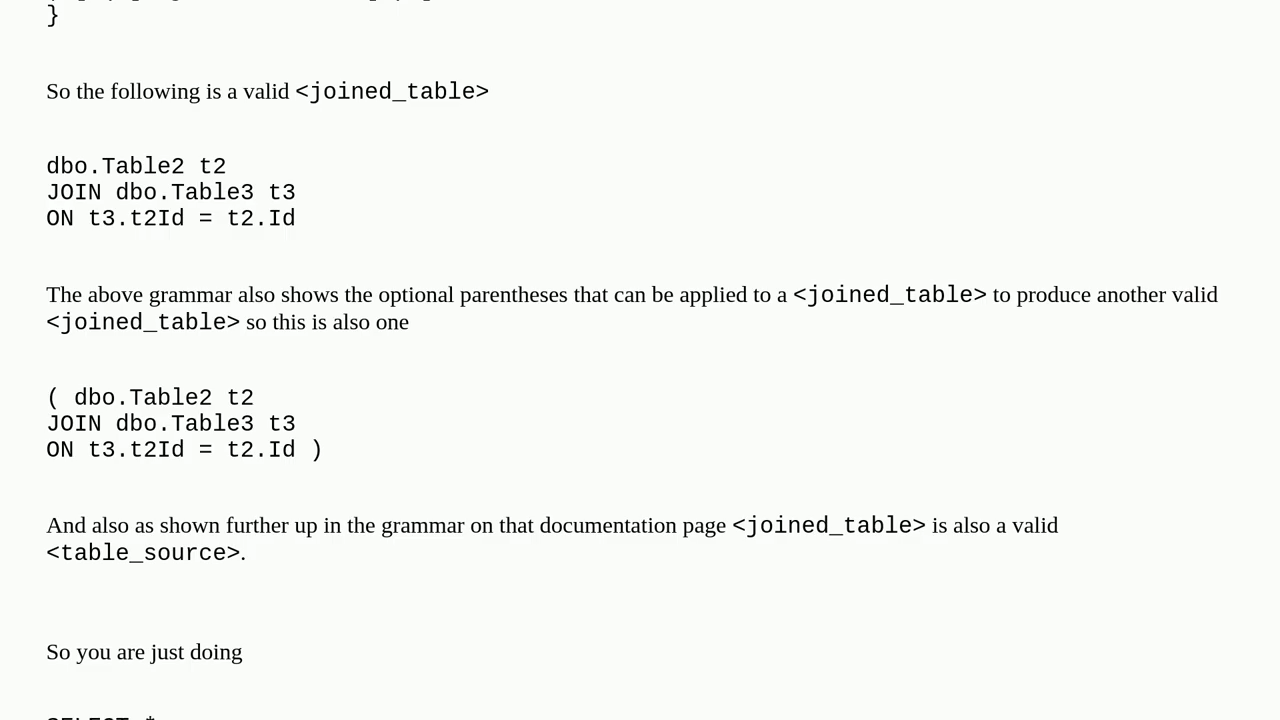 }
So the following is a valid <joined_table>
dbo.Table2 t2
JOIN dbo.Table3 t3
ON t3.t2Id = t2.Id
The above grammar also shows the optional parentheses that can be applied to a <joined_table> to produce another valid
<joined_table> so this is also one
( dbo.Table2 t2
JOIN dbo.Table3 t3
ON t3.t2Id = t2.Id )
And also as shown further up in the grammar on that documentation page <joined_table> is also a valid
<table_source>.
So you are just doing
SELECT *